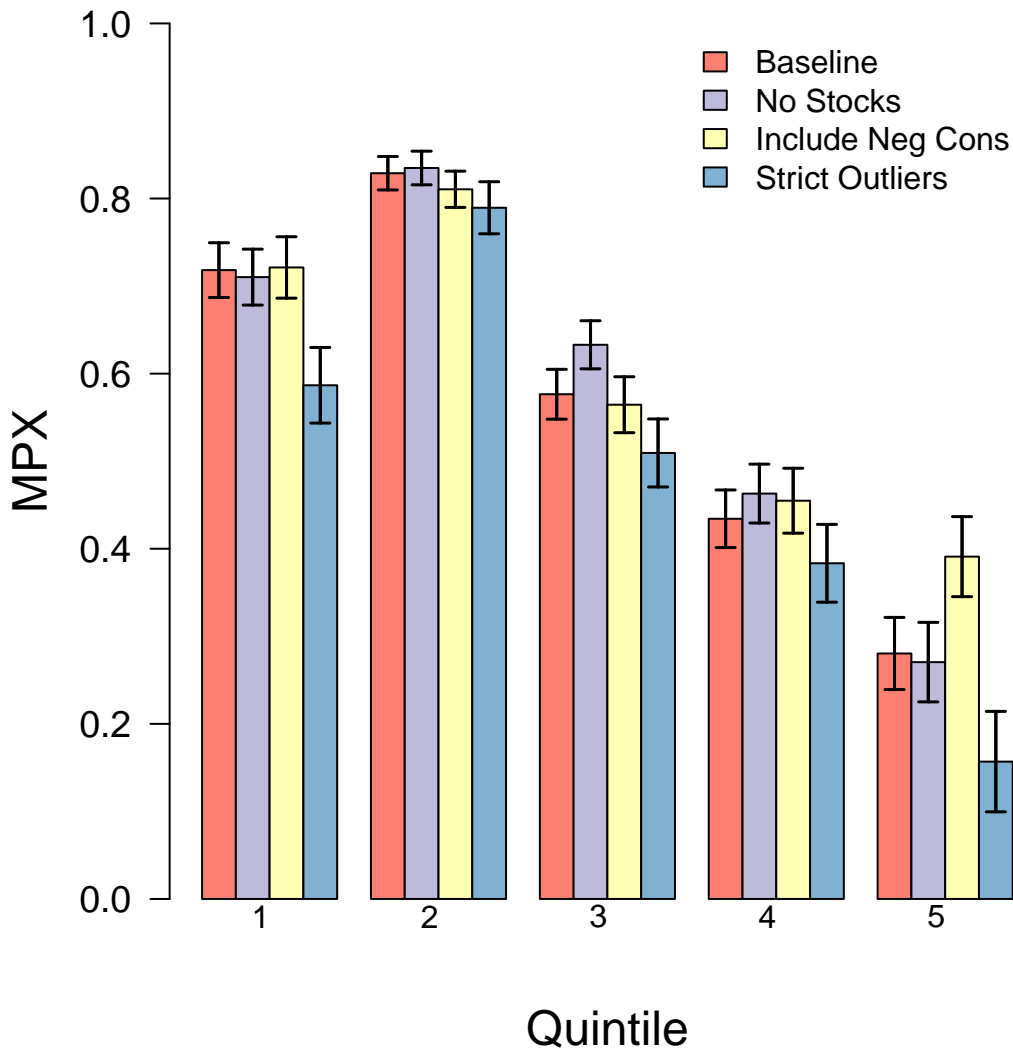 1.0
0.8
0.6
0.4
0.2
0.0
MPX
Baseline
No Stocks
Include Neg Cons
Strict Outliers
1 2 3 4 5
Quintile